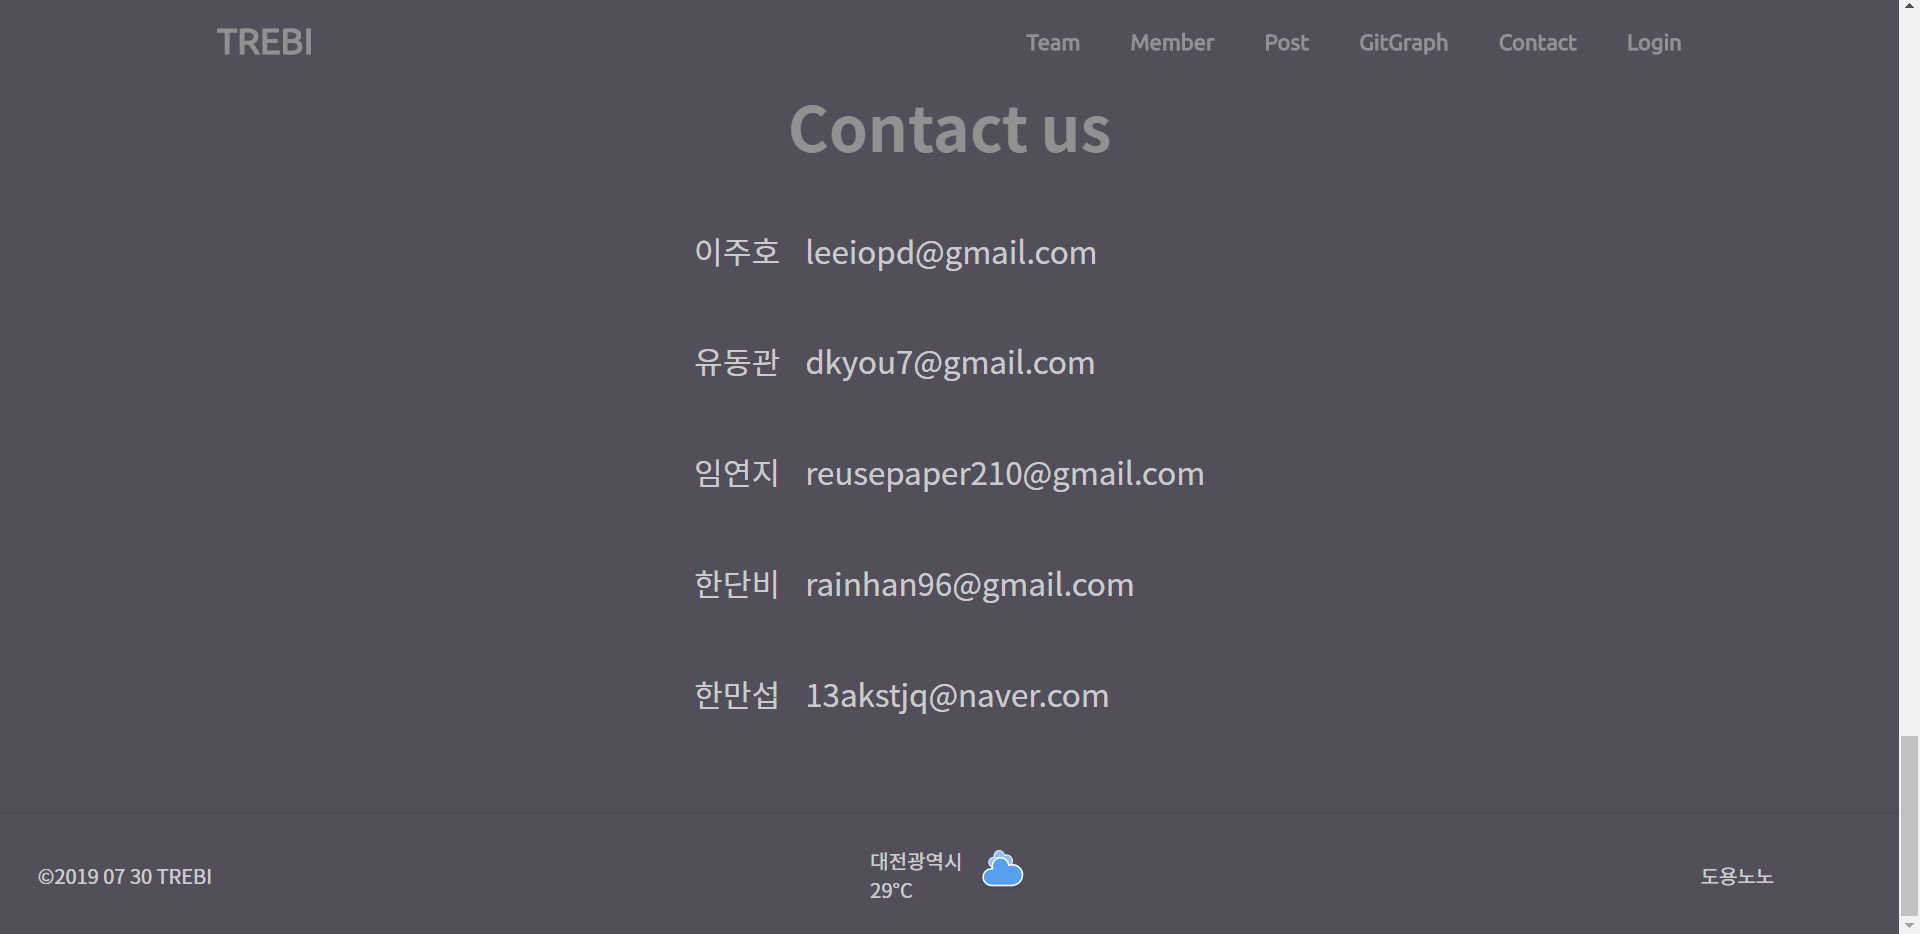 TREBI Team Member Post GitGraph Contact Login
Contact us
이주호 leeiopd@gmail.com
유동관 dkyou7@gmail.com
임연지 reusepaper210@gmail.com
한단비 rainhan96@gmail.com
한만섭 13akstjq@naver.com
©2019 07 30 TREBI
대전광역시
29℃
도용노노